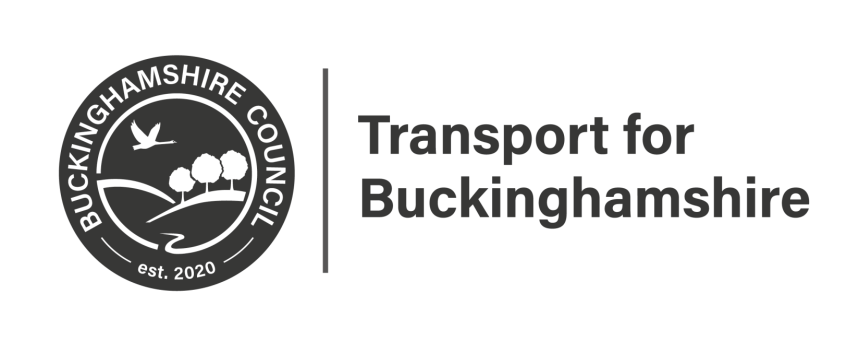 BUCKINGHAMSHIRE COUNCIL
est. 2020
Transport for
Buckinghamshire